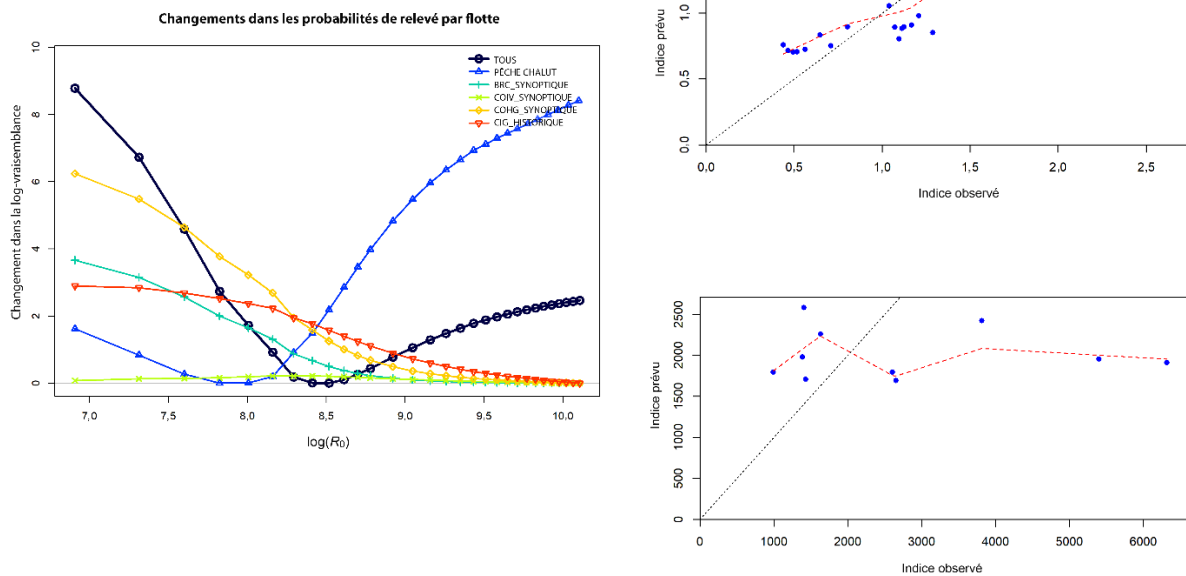 Changements dans les probabilités de relevé par flotte
Changement dans la log-vraisemblance
10
8
6
4
2
0
TOUS
PÊCHE CHALUT
BRC_SYNOPTIQUE
COIV_SYNOPTIQUE
COHG_SYNOPTIQUE
CIG_HISTORIQUE
7,0 7,5 8,0 8,5 9,0 9,5 10,0
log(R0)
Indice prévu
1,0
0,5
0,0
0,0 0,5 1,0 1,5 2,0 2,5
Indice observé
Indice prévu
2500
2000
1500
1000
500
0
0 1000 2000 3000 4000 5000 6000
Indice observé